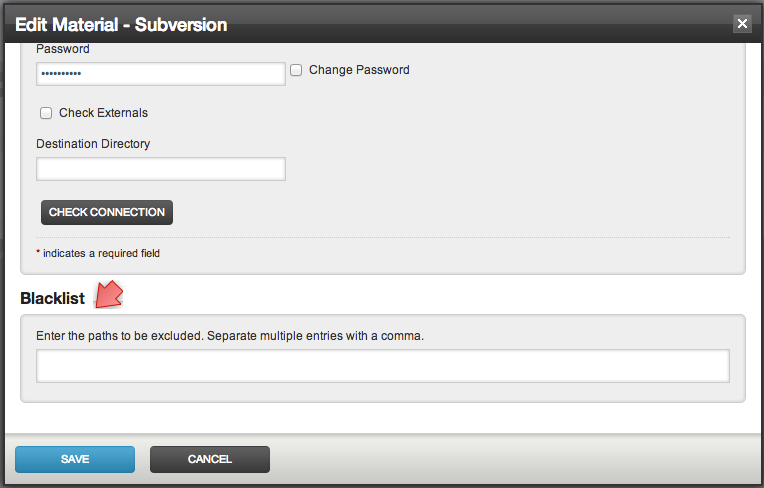 Edit Material - Subversion
Password
••••••••••
Change Password
Check Externals
Destination Directory
CHECK CONNECTION
* indicates a required field
Blacklist
Enter the paths to be excluded. Separate multiple entries with a comma.
SAVE
CANCEL